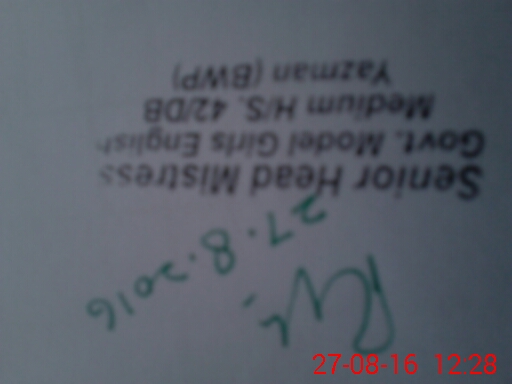 27.8.2016
Senior Head Mistress
Govt. Model Girls English
Medium H/S. 42/DB
Yazman (BWP)
27-08-16 12:28